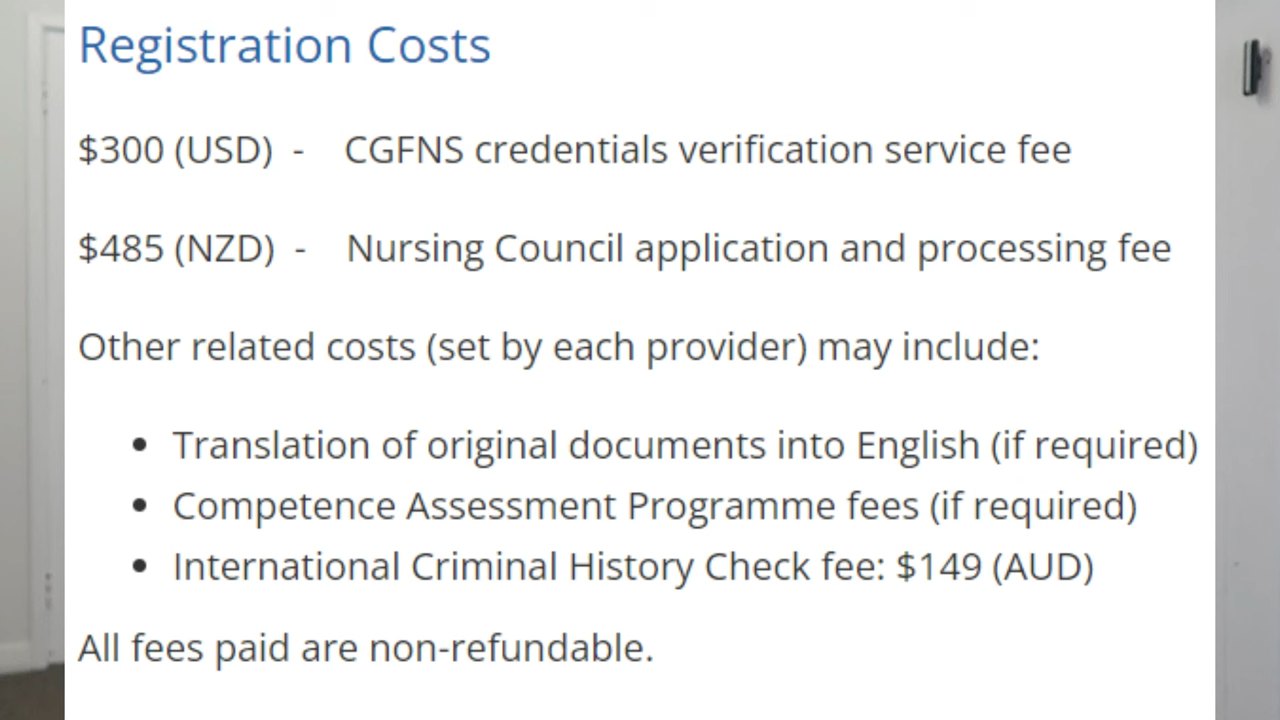 Registration Costs
$300 (USD) - CGFNS credentials verification service fee
$485 (NZD) - Nursing Council application and processing fee
Other related costs (set by each provider) may include:
• Translation of original documents into English (if required)
• Competence Assessment Programme fees (if required)
• International Criminal History Check fee: $149 (AUD)
All fees paid are non-refundable.